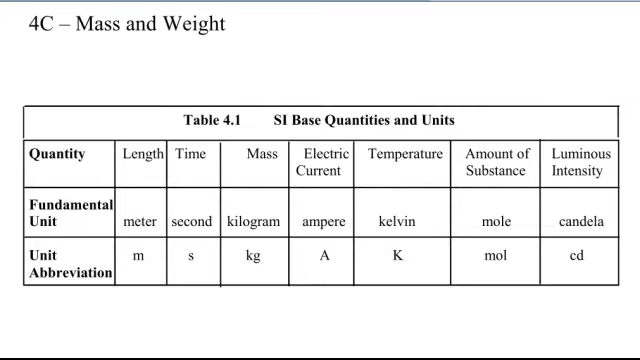 4C – Mass and Weight
Table 4.1 SI Base Quantities and Units
Quantity Length Time Mass Electric Current Temperature Amount of Substance Luminous Intensity
Fundamental Unit meter second kilogram ampere kelvin mole candela
Unit Abbreviation m s kg A K mol cd